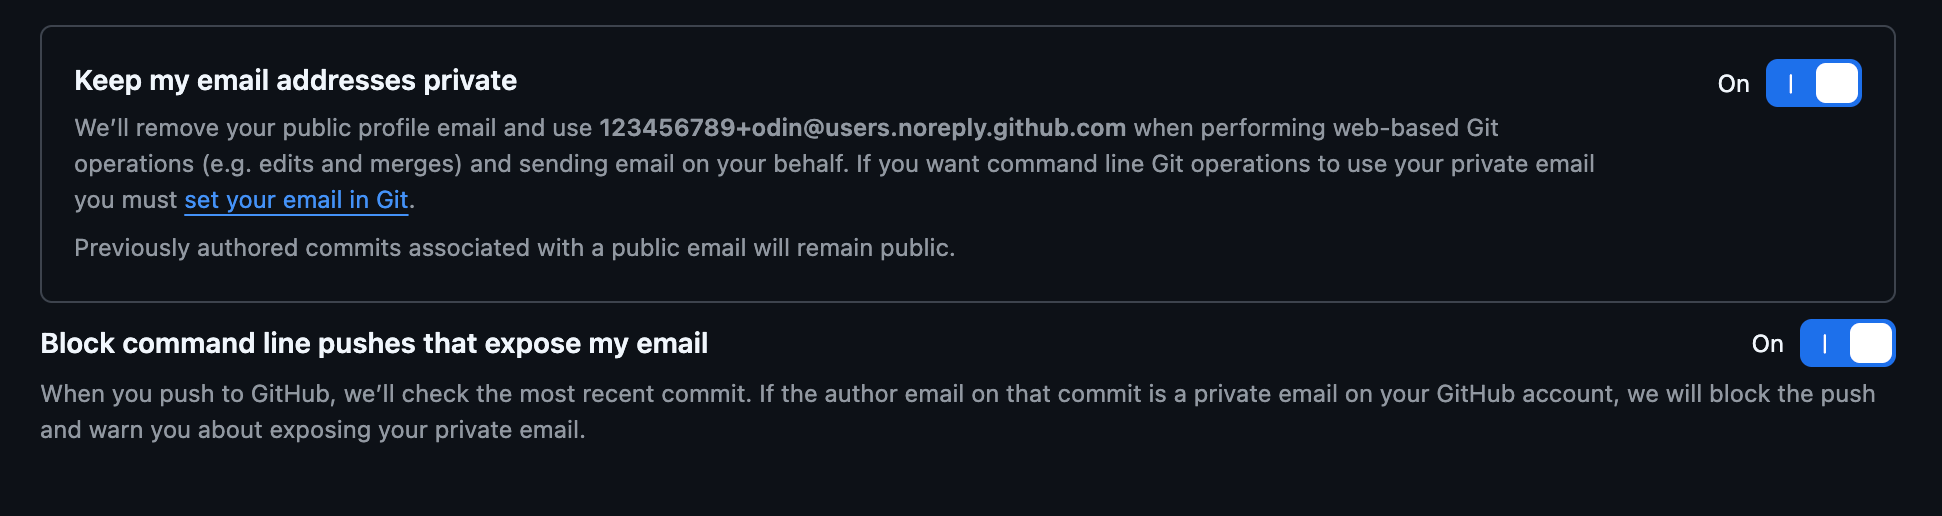 Keep my email addresses private
On
We’ll remove your public profile email and use 123456789+odin@users.noreply.github.com when performing web-based Git
operations (e.g. edits and merges) and sending email on your behalf. If you want command line Git operations to use your private email
you must set your email in Git.
Previously authored commits associated with a public email will remain public.
Block command line pushes that expose my email
On
When you push to GitHub, we’ll check the most recent commit. If the author email on that commit is a private email on your GitHub account, we will block the push
and warn you about exposing your private email.